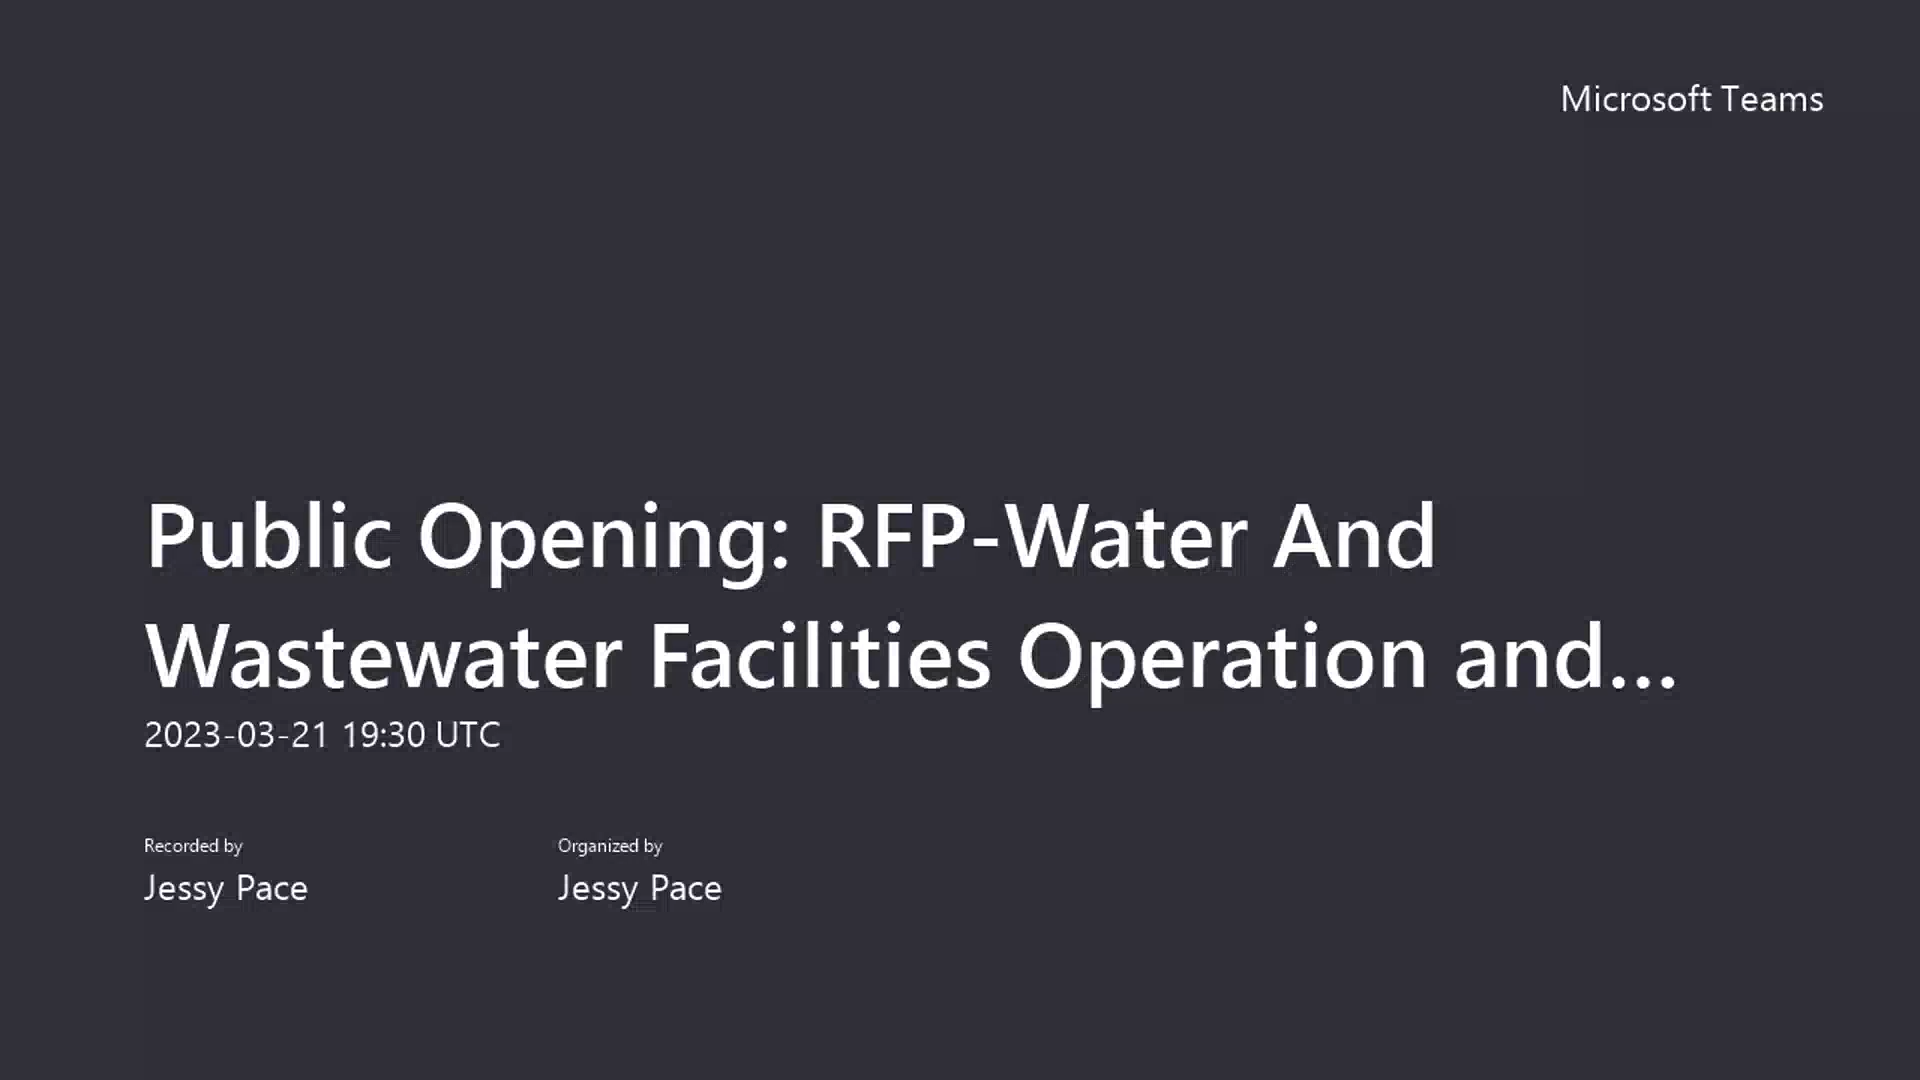 Microsoft Teams
Public Opening: RFP-Water And
Wastewater Facilities Operation and...
2023-03-21 19:30 UTC
Recorded by
Jessy Pace
Organized by
Jessy Pace